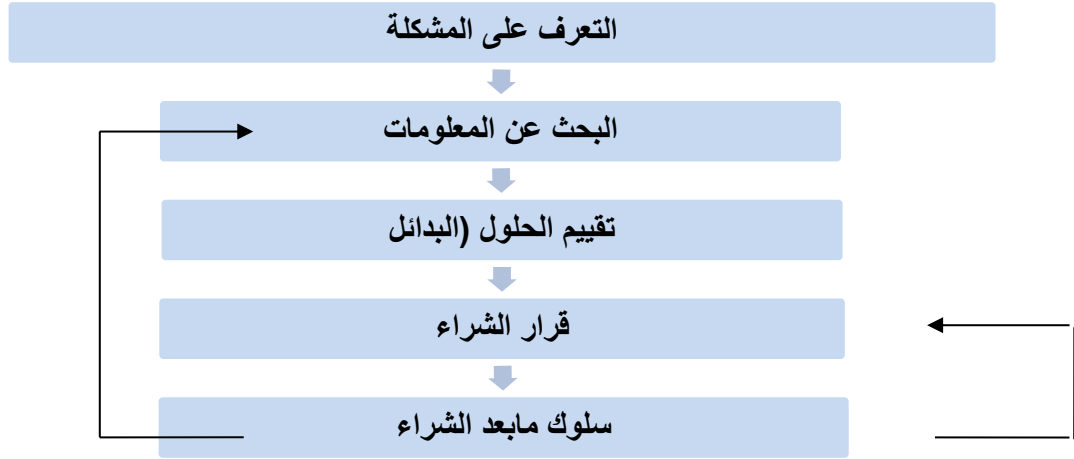 التعرف على المشكلة
البحث عن المعلومات
تقييم الحلول (البدائل
قرار الشراء
سلوك مابعد الشراء